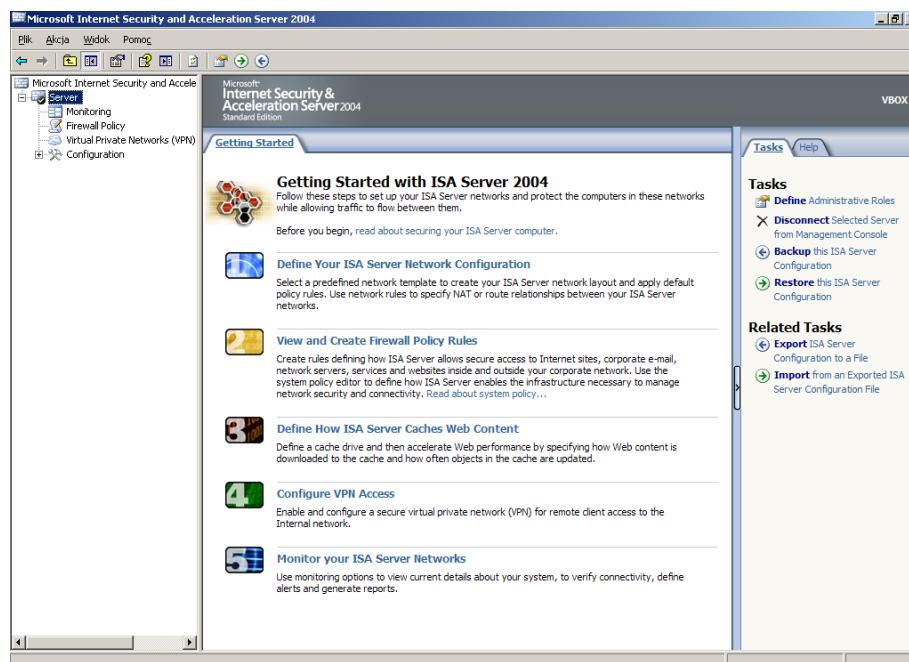 Microsoft Internet Security and Acceleration Server 2004
Plik Akcja Widok Pomoc
Microsoft Internet Security and Accele
Server
Monitoring
Firewall Policy
Virtual Private Networks (VPN)
Configuration
Microsoft
Internet Security &
Acceleration Server 2004
Standard Edition
VBOX
Getting Started
Getting Started with ISA Server 2004
Follow these steps to set up your ISA Server networks and protect the computers in these networks
while allowing traffic to flow between them.
Before you begin, read about securing your ISA Server computer.
1
Define Your ISA Server Network Configuration
Select a predefined network template to create your ISA Server network layout and apply default
policy rules. Use network rules to specify NAT or route relationships between your ISA Server
networks.
2
View and Create Firewall Policy Rules
Create rules defining how ISA Server allows secure access to Internet sites, corporate e-mail,
network servers, services and websites inside and outside your corporate network. Use the
system policy editor to define how ISA Server enables the infrastructure necessary to manage
network security and connectivity. Read about system policy...
3
Define How ISA Server Caches Web Content
Define a cache drive and then accelerate Web performance by specifying how Web content is
downloaded to the cache and how often objects in the cache are updated.
4
Configure VPN Access
Enable and configure a secure virtual private network (VPN) for remote client access to the
Internal network.
5
Monitor your ISA Server Networks
Use monitoring options to view current details about your system, to verify connectivity, define
alerts and generate reports.
Tasks Help
Tasks
Define Administrative Roles
Disconnect Selected Server
from Management Console
Backup this ISA Server
Configuration
Restore this ISA Server
Configuration
Related Tasks
Export ISA Server
Configuration to a File
Import from an Exported ISA
Server Configuration File